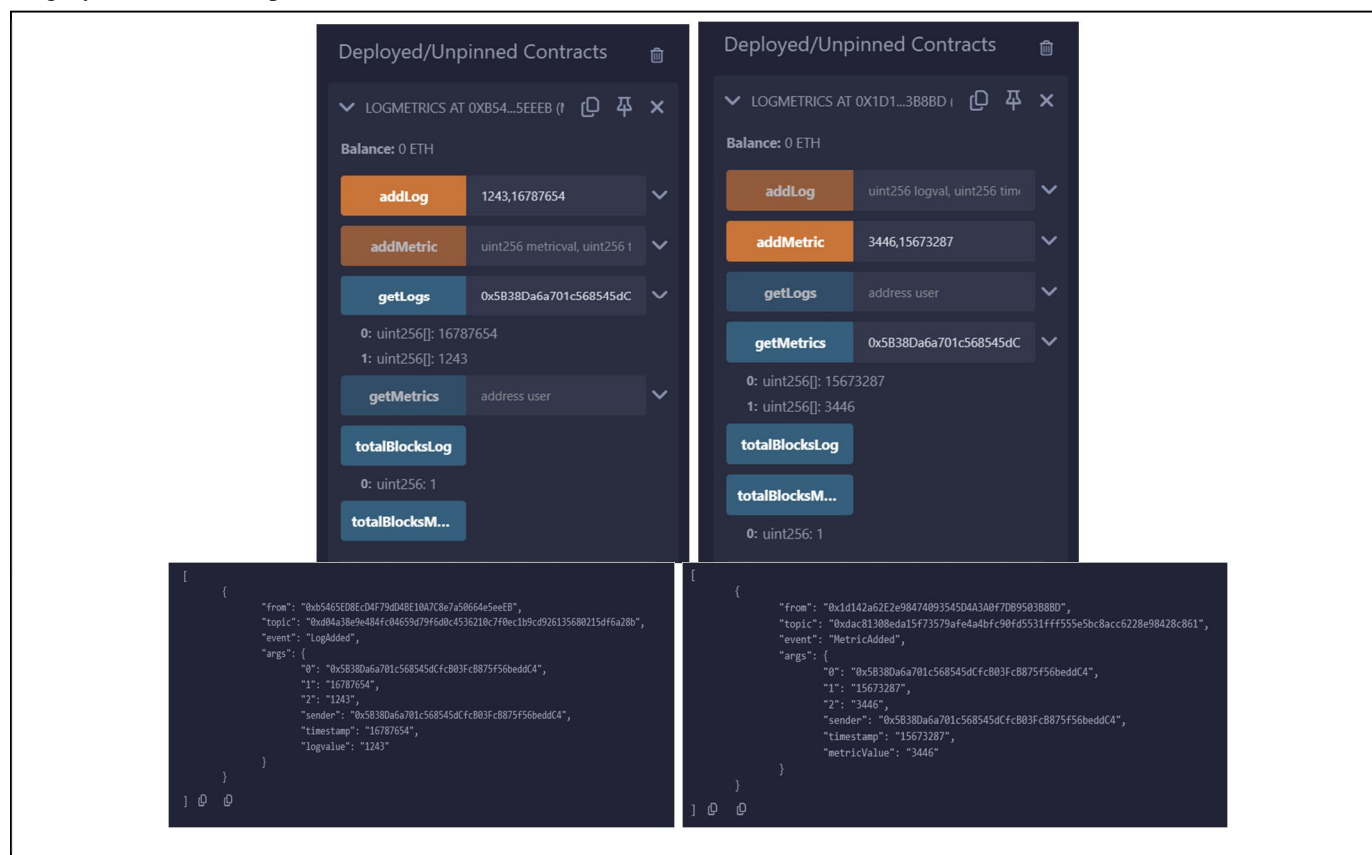 Deployed/Unpinned Contracts
LOGMETRICS AT 0XB54...5EEEB (
Balance: 0 ETH
addLog 1243,16787654
addMetric uint256 metricval, uint256 t
getLogs 0x5B38Da6a701c568545dC
0: uint256[]: 16787654
1: uint256[]: 1243
getMetrics address user
totalBlocksLog
0: uint256: 1
totalBlocksM...
Deployed/Unpinned Contracts
LOGMETRICS AT 0X1D1...3B8BD (
Balance: 0 ETH
addLog uint256 logval, uint256 time
addMetric 3446,15673287
getLogs address user
getMetrics 0x5B38Da6a701c568545dC
0: uint256[]: 15673287
1: uint256[]: 3446
totalBlocksLog
totalBlocksM...
0: uint256: 1
[
{
"from": "0xb5465ED8EcD4F79dD4BE10A7C8e7a50664e5eeEB",
"topic": "0xd04a38e9e484fc04659d79f6d0c4536210c7f0ec1b9cd926135680215df6a28b",
"event": "LogAdded",
"args": {
"0": "0x5B38Da6a701c568545dCfcB03FcB875f56beddC4",
"1": "16787654",
"2": "1243",
"sender": "0x5B38Da6a701c568545dCfcB03FcB875f56beddC4",
"timestamp": "16787654",
"logvalue": "1243"
}
}
]
[
{
"from": "0x1d142a62E2e98474093545D4A3A0f7DB9503B8BD",
"topic": "0xdac81308eda15f73579afe4a4bfc90fd5531fff555e5bc8acc6228e98428c861",
"event": "MetricAdded",
"args": {
"0": "0x5B38Da6a701c568545dCfcB03FcB875f56beddC4",
"1": "15673287",
"2": "3446",
"sender": "0x5B38Da6a701c568545dCfcB03FcB875f56beddC4",
"timestamp": "15673287",
"metricValue": "3446"
}
}
]